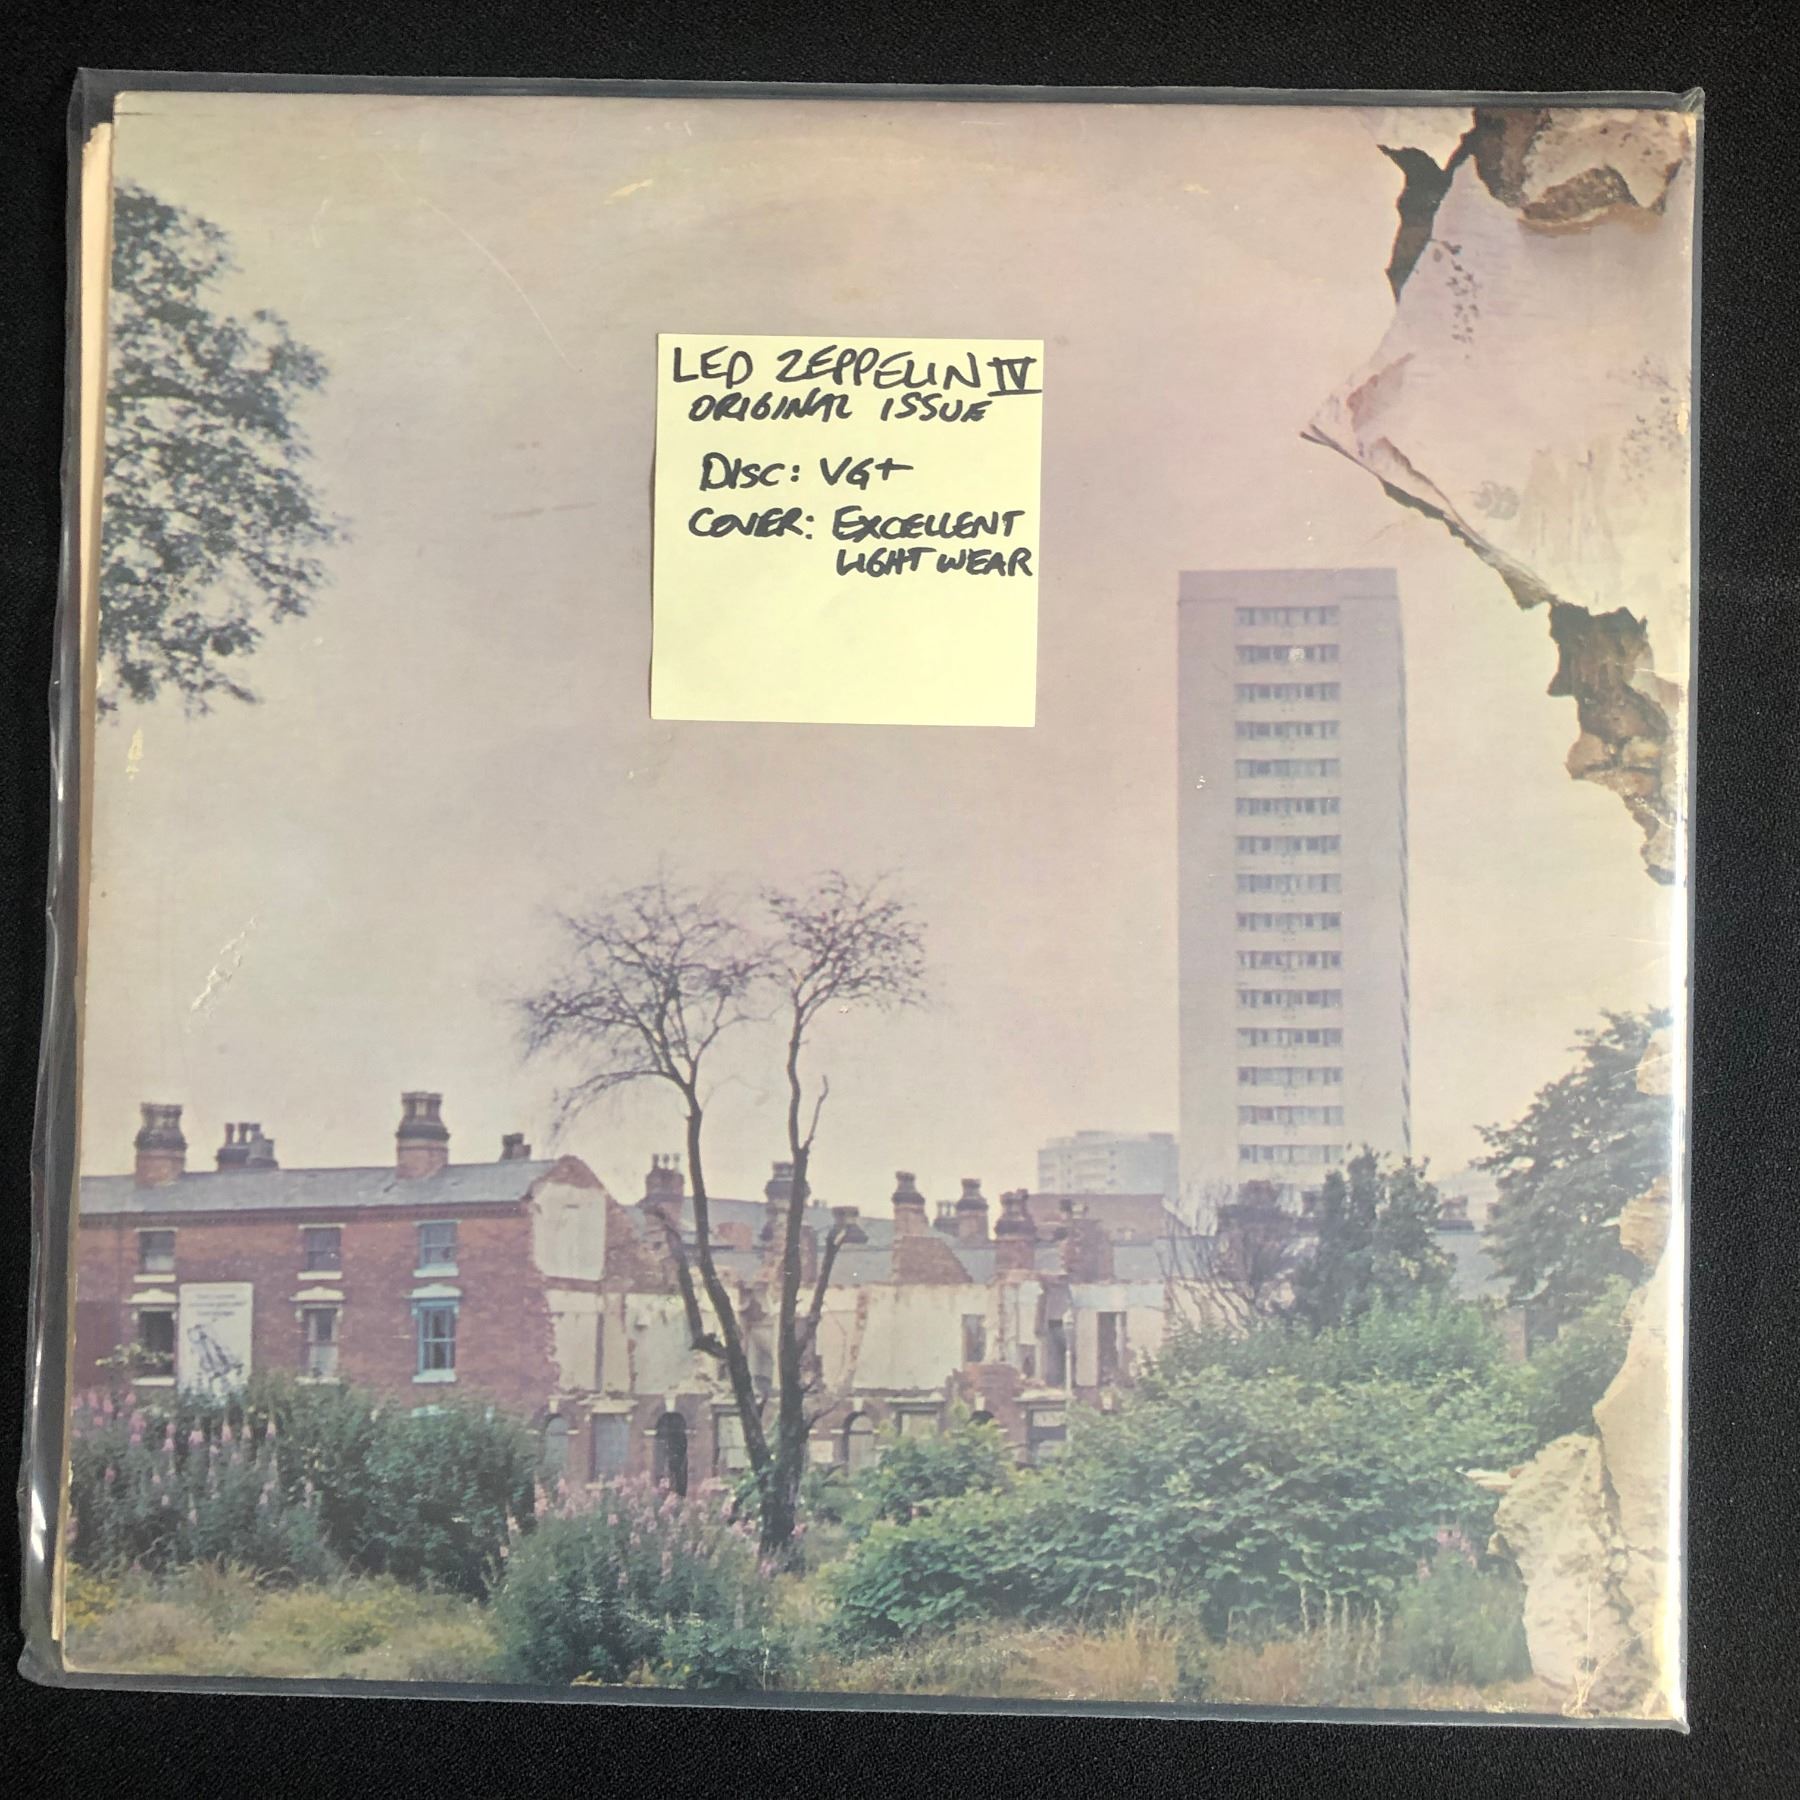 LED ZEPPELIN IV
ORIGINAL ISSUE
DISC: VG+
COVER: EXCELLENT
LIGHT WEAR